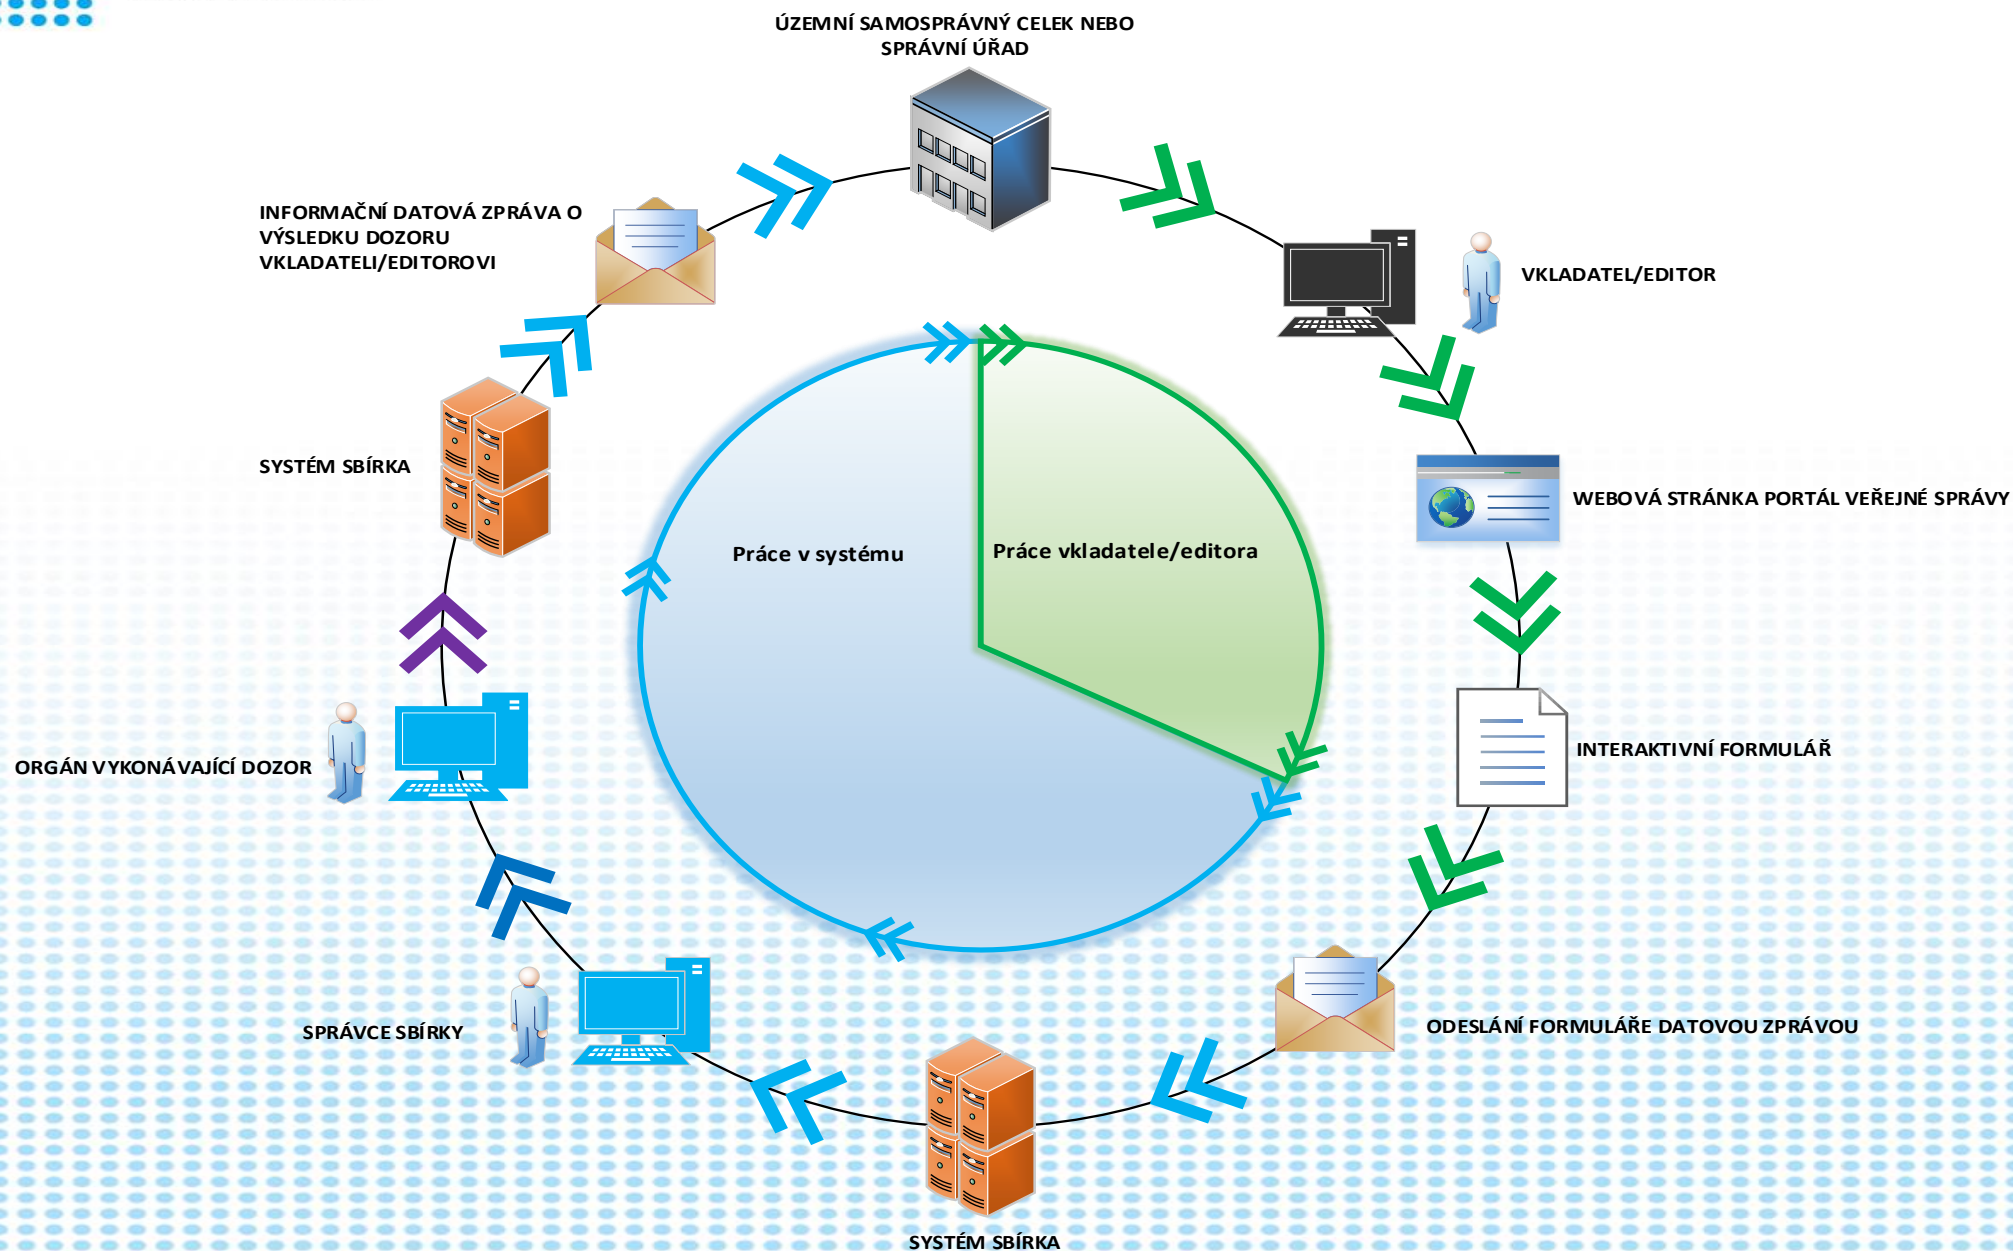 ÚZEMNÍ SAMOSPRÁVNÝ CELEK NEBO
SPRÁVNÍ ÚŘAD
INFORMAČNÍ DATOVÁ ZPRÁVA O
VÝSLEDKU DOZORU
VKLADATELI/EDITOROVI
VKLADATEL/EDITOR
SYSTÉM SBÍRKA
WEBOVÁ STRÁNKA PORTÁL VEŘEJNÉ SPRÁVY
Práce v systému
Práce vkladatele/editora
ORGÁN VYKONÁVAJÍCÍ DOZOR
INTERAKTIVNÍ FORMULÁŘ
SPRÁVCE SBÍRKY
ODESLÁNÍ FORMULÁŘE DATOVOU ZPRÁVOU
SYSTÉM SBÍRKA